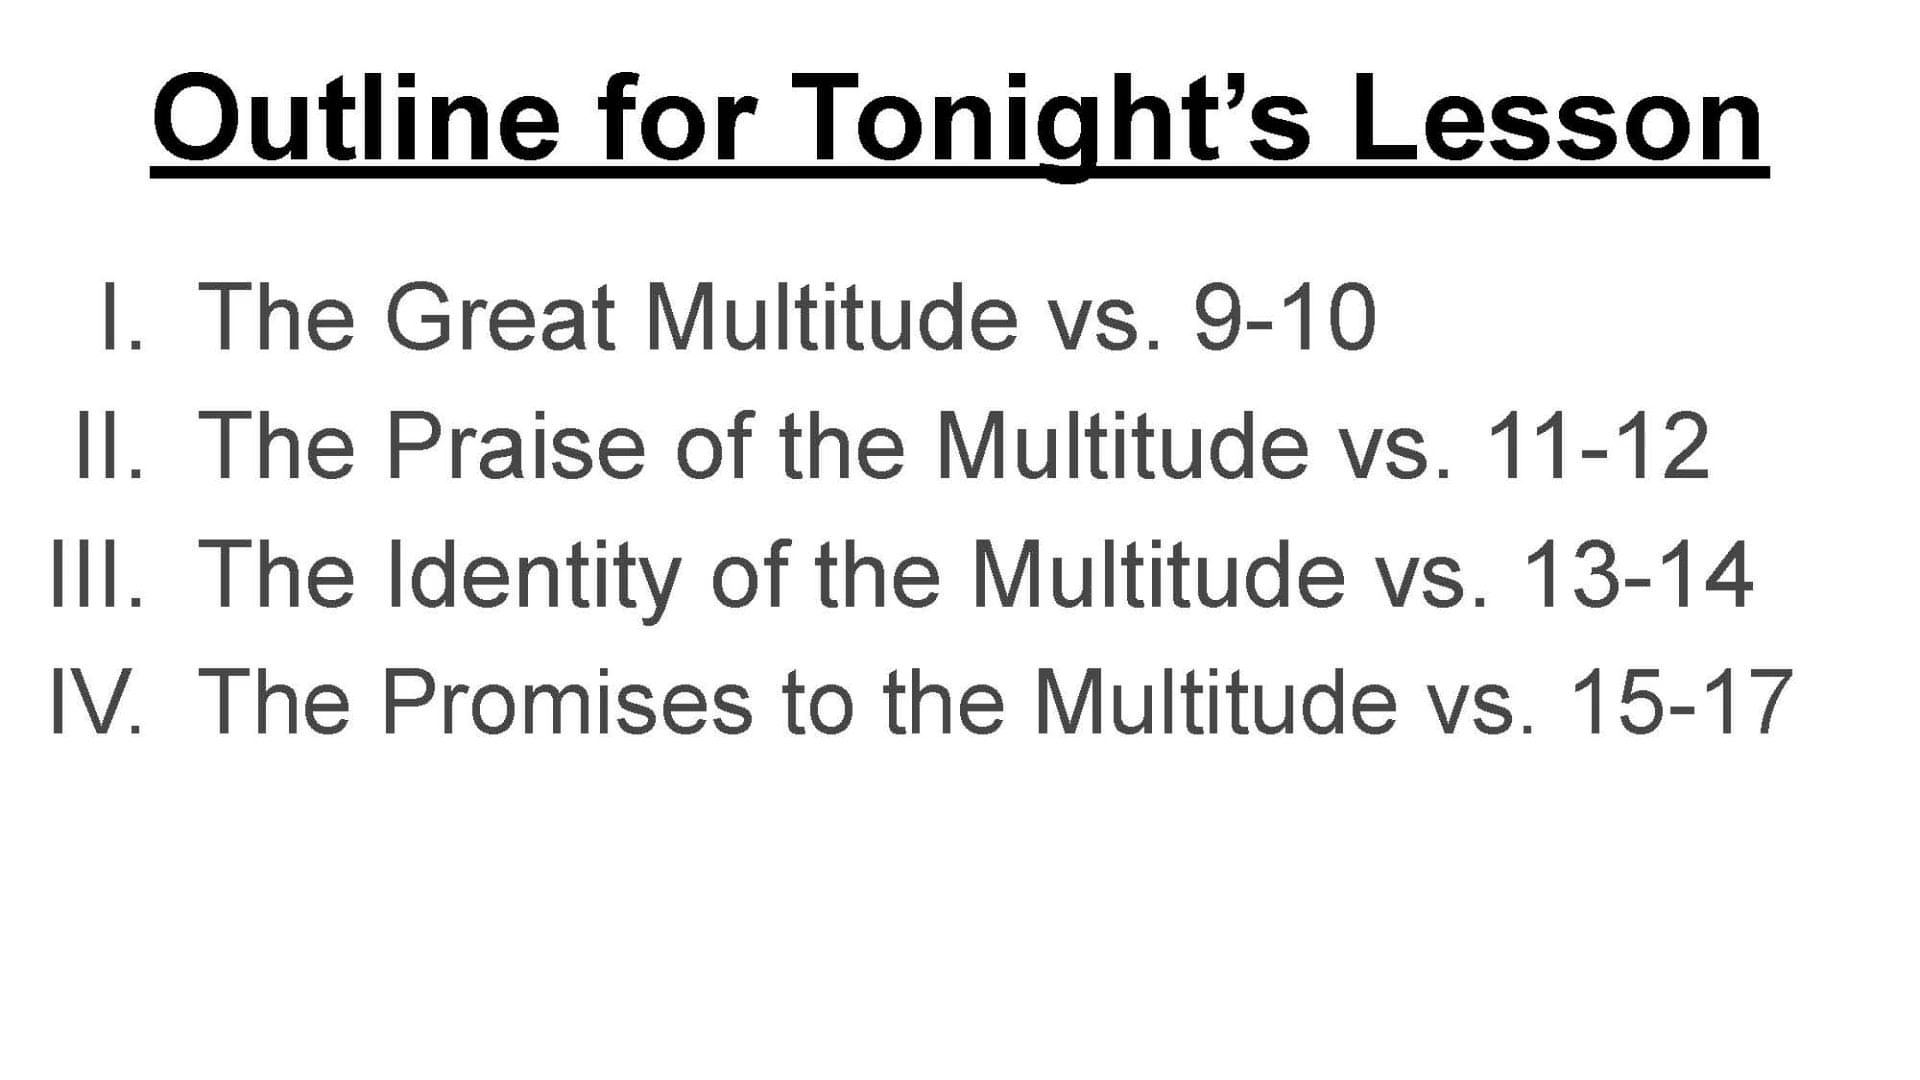 Outline for Tonight’s Lesson
I. The Great Multitude vs. 9-10
II. The Praise of the Multitude vs. 11-12
III. The Identity of the Multitude vs. 13-14
IV. The Promises to the Multitude vs. 15-17